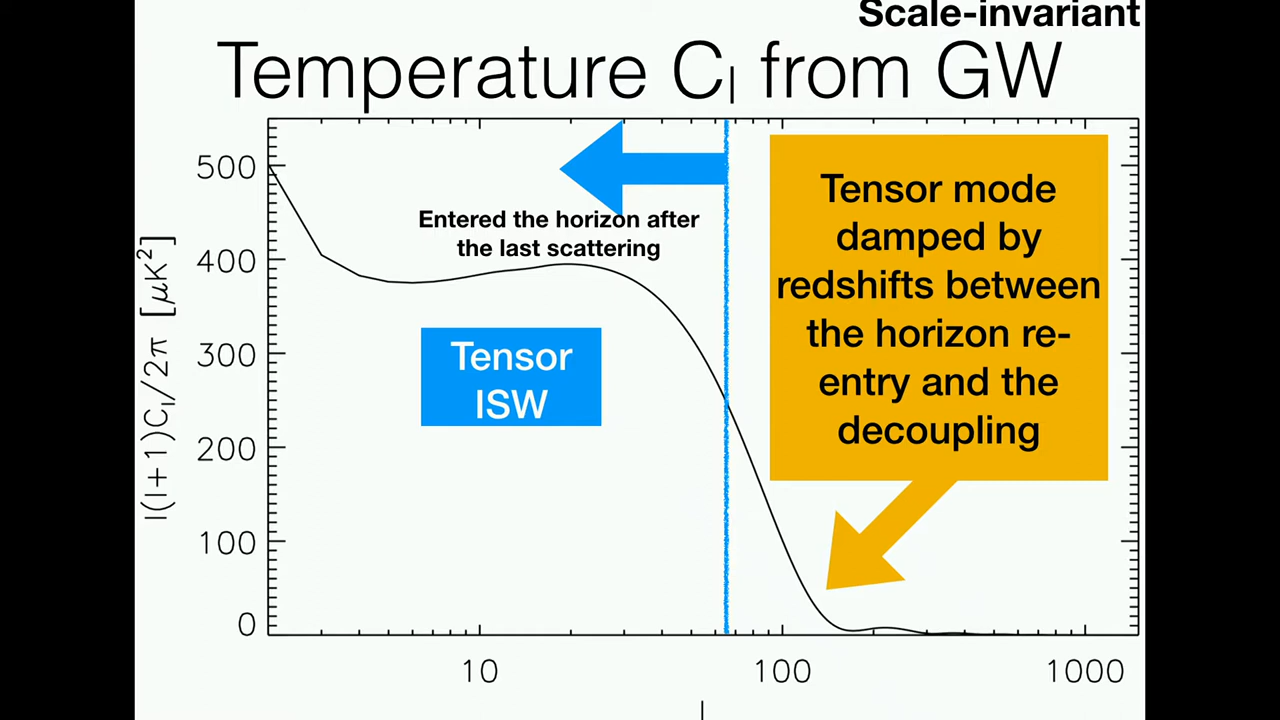 Scale-invariant
Temperature Cl from GW
500
400
300
200
100
0
l(l+1)Cl/2π [μK²]
Entered the horizon after
the last scattering
Tensor
ISW
Tensor mode
damped by
redshifts between
the horizon re-
entry and the
decoupling
10 100 1000
l